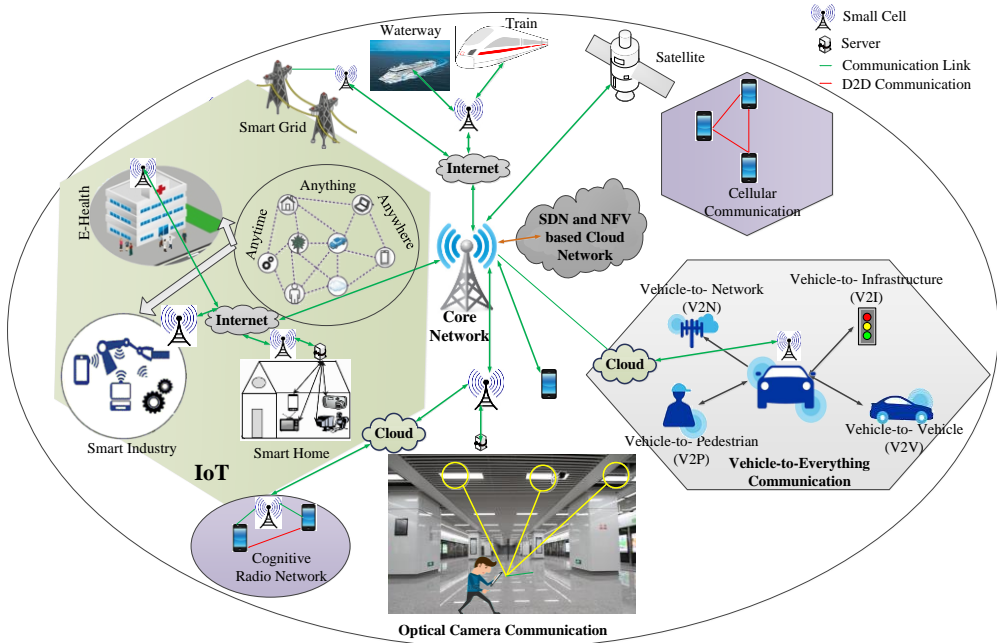 Small Cell
Server
Communication Link
D2D Communication
Waterway
Train
Satellite
Smart Grid
Internet
Cellular
Communication
E-Health
Anything
Anytime
Anywhere
SDN and NFV
based Cloud
Network
Core
Network
Internet
Vehicle-to- Network
(V2N)
Vehicle-to- Infrastructure
(V2I)
Cloud
Vehicle-to- Pedestrian
(V2P)
Vehicle-to- Vehicle
(V2V)
Vehicle-to-Everything
Communication
Smart Industry
Smart Home
IoT
Cloud
Cognitive
Radio Network
Optical Camera Communication